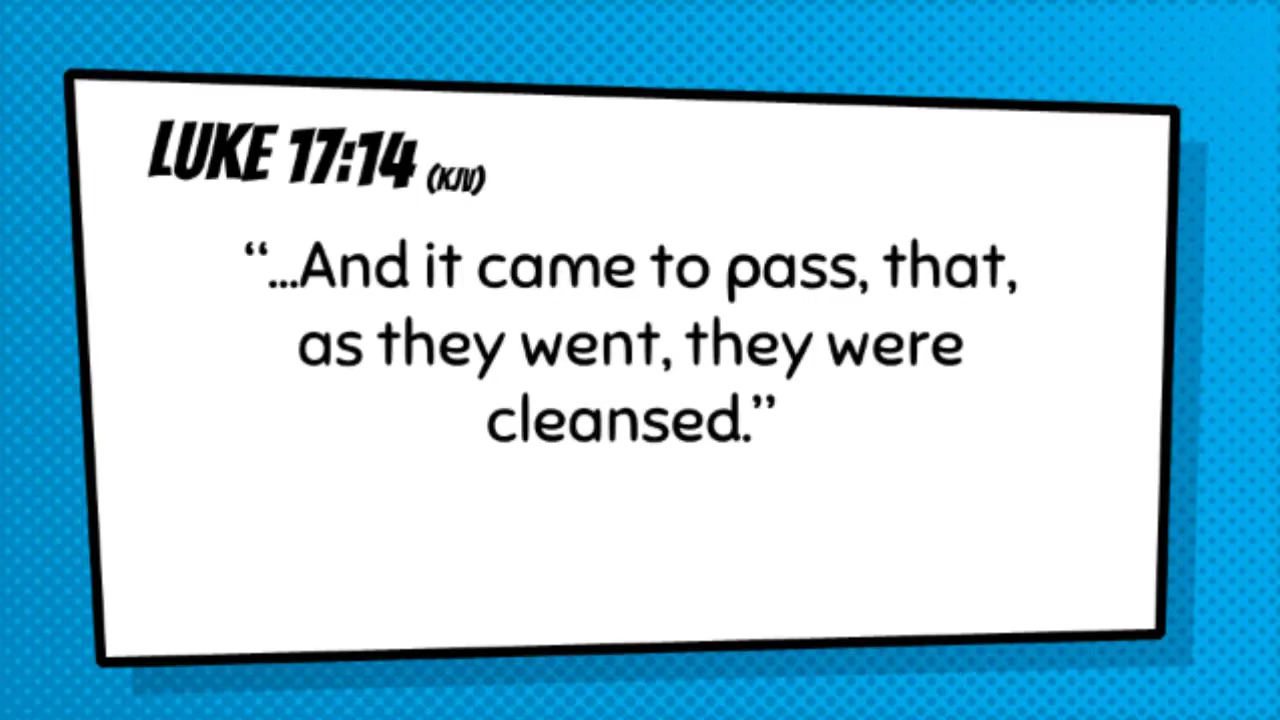 LUKE 17:14 (KJV)
“...And it came to pass, that,
as they went, they were
cleansed.”